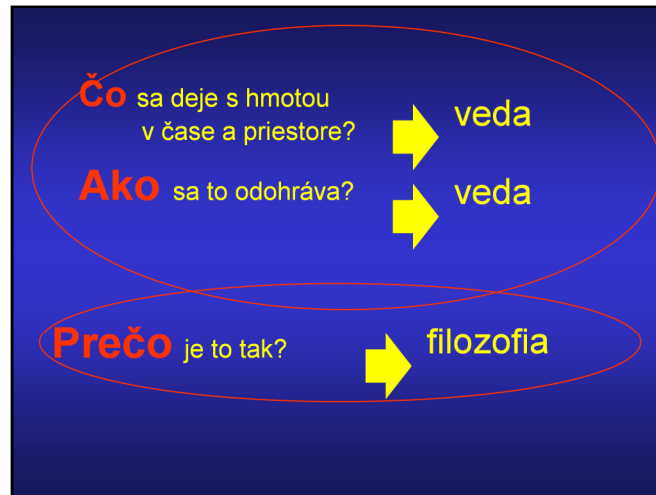 Čo sa deje s hmotou
v čase a priestore?
veda
Ako sa to odohráva?
veda
Prečo je to tak?
filozofia